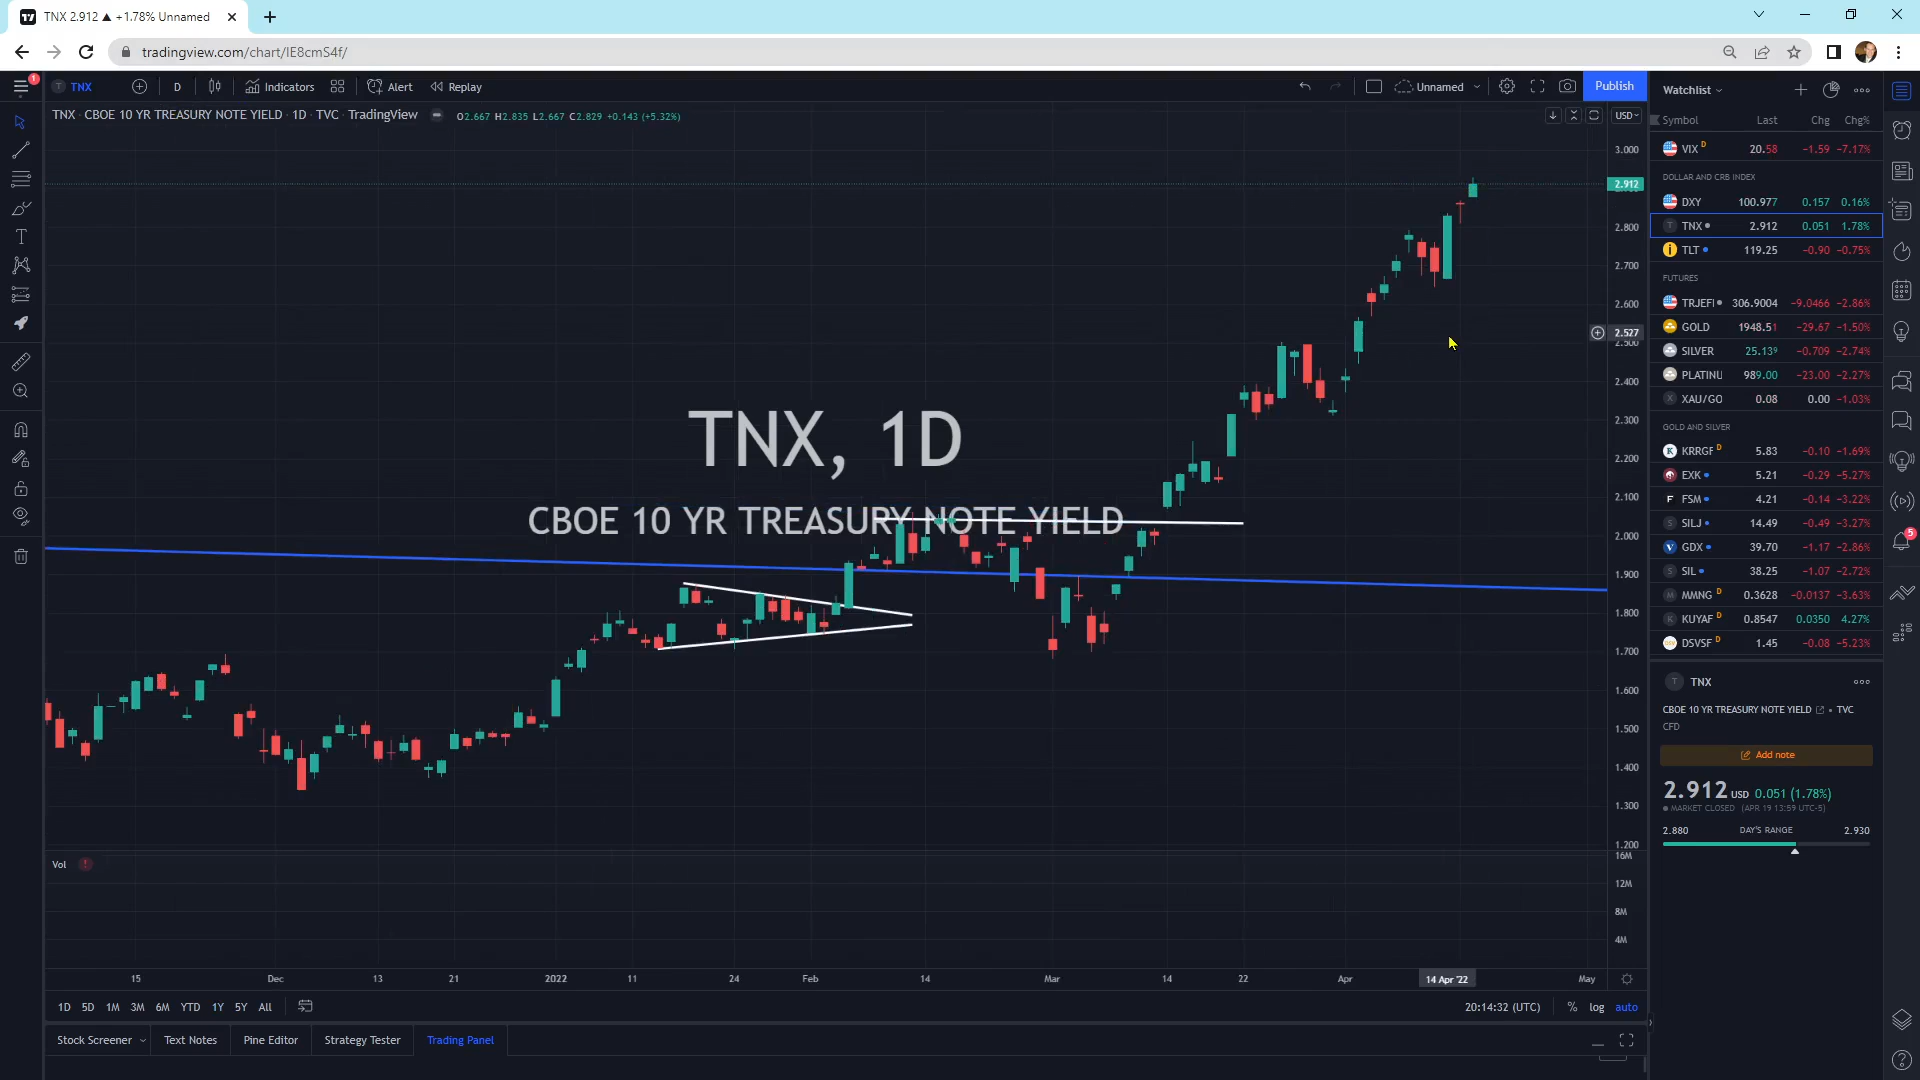 TNX 2.912 ▲ +1.78% Unnamed
tradingview.com/chart/IE8cmS4f/
1
TNX D Indicators Alert Replay Unnamed Publish
TNX · CBOE 10 YR TREASURY NOTE YIELD · 1D · TVC · TradingView O2.667 H2.835 L2.667 C2.829 +0.143 (+5.32%)
USD
3.000
2.912
2.800
2.700
2.600
2.527
2.500
2.400
2.300
2.200
2.100
2.000
1.900
1.800
1.700
1.600
1.500
1.400
1.300
1.200
TNX, 1D
CBOE 10 YR TREASURY NOTE YIELD
Vol
16M
12M
8M
4M
15 Dec 13 21 2022 11 24 Feb 14 Mar 14 22 Apr 14 Apr '22 May
1D 5D 1M 3M 6M YTD 1Y 5Y All 20:14:32 (UTC) % log auto
Stock Screener Text Notes Pine Editor Strategy Tester Trading Panel
Watchlist
Symbol Last Chg Chg%
VIX D 20.58 −1.59 −7.17%
DOLLAR AND CRB INDEX
DXY 100.977 0.157 0.16%
TNX 2.912 0.051 1.78%
TLT 119.25 −0.90 −0.75%
FUTURES
TRJEFI 306.9004 −9.0466 −2.86%
GOLD 1948.51 −29.67 −1.50%
SILVER 25.139 −0.709 −2.74%
PLATINU 989.00 −23.00 −2.27%
XAU/GO 0.08 0.00 −1.03%
GOLD AND SILVER
KRRGF D 5.83 −0.10 −1.69%
EXK 5.21 −0.29 −5.27%
FSM 4.21 −0.14 −3.22%
SILJ 14.49 −0.49 −3.27%
GDX 39.70 −1.17 −2.86%
SIL 38.25 −1.07 −2.72%
MMNG D 0.3628 −0.0137 −3.63%
KUYAF D 0.8547 0.0350 4.27%
DSVSF D 1.45 −0.08 −5.23%
TNX
CBOE 10 YR TREASURY NOTE YIELD • TVC
CFD
Add note
2.912 USD 0.051 (1.78%)
MARKET CLOSED (APR 19 13:59 UTC-5)
2.880 DAY'S RANGE 2.930
5